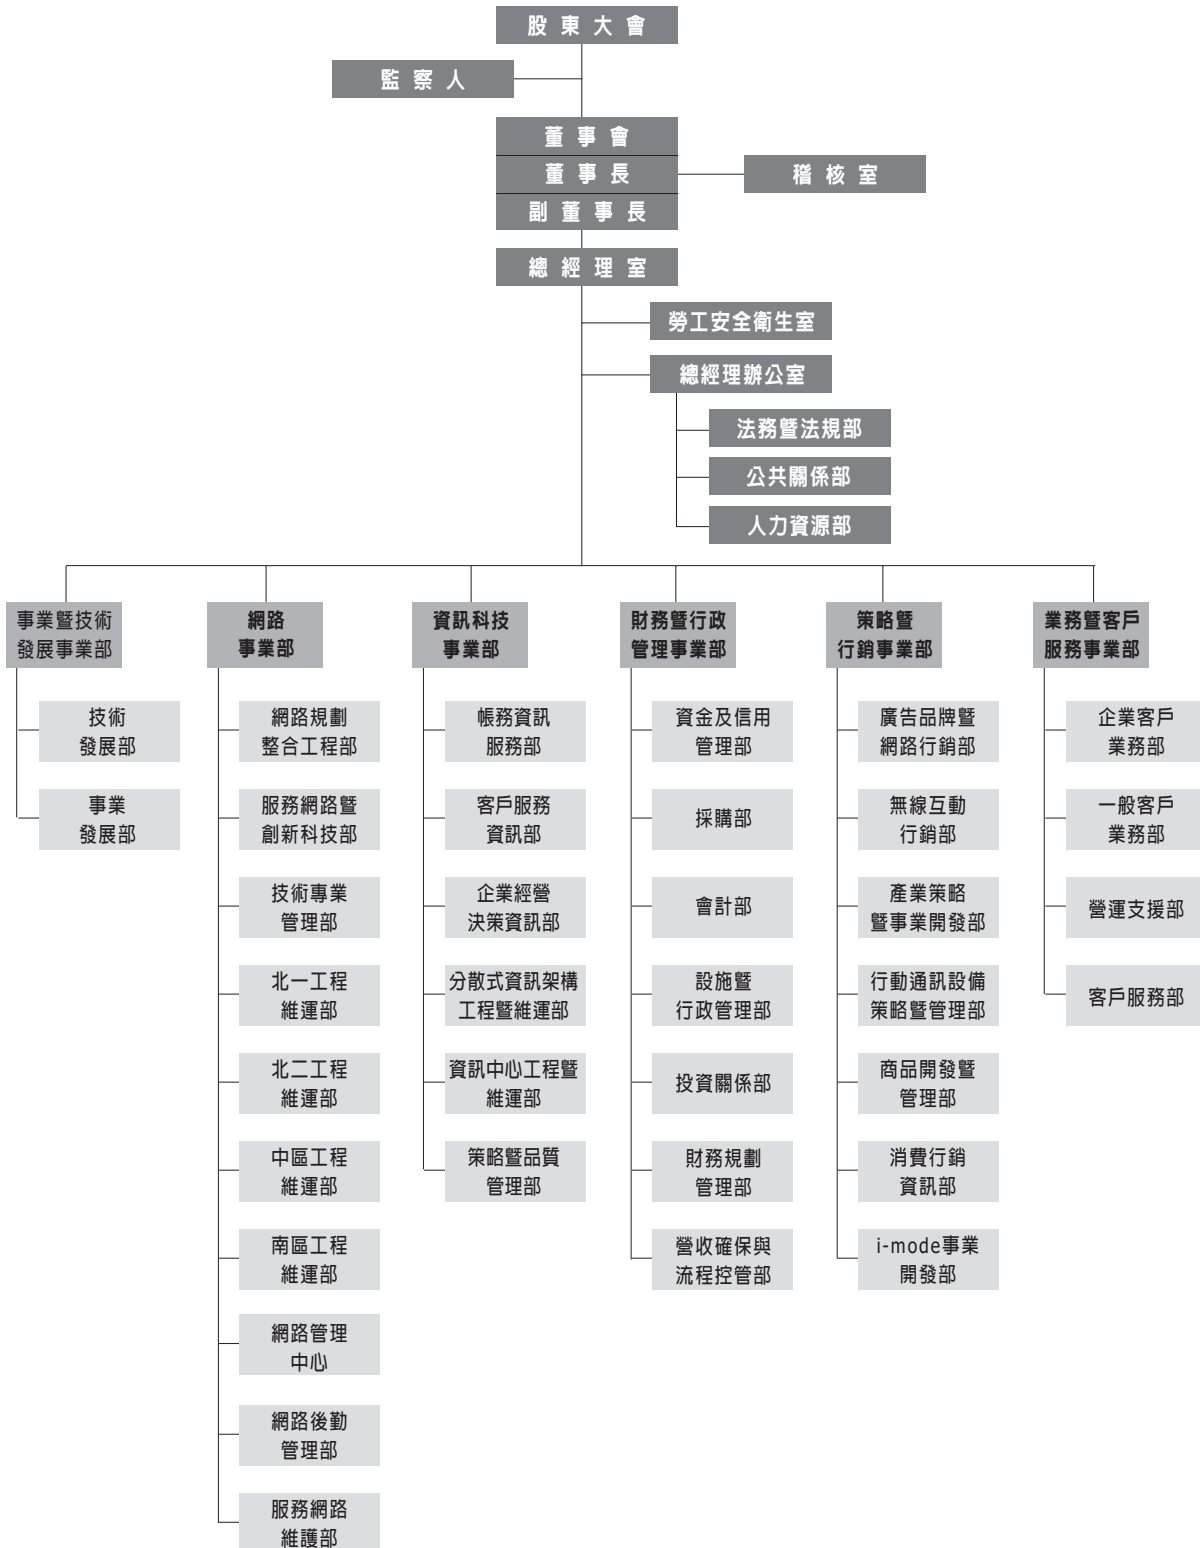 股東大會
監察人
董事會
董事長
副董事長
稽核室
總經理室
勞工安全衛生室
總經理辦公室
法務暨法規部
公共關係部
人力資源部
事業暨技術
發展事業部
技術
發展部
事業
發展部
網路
事業部
網路規劃
整合工程部
服務網路暨
創新科技部
技術專業
管理部
北一工程
維運部
北二工程
維運部
中區工程
維運部
南區工程
維運部
網路管理
中心
網路後勤
管理部
服務網路
維護部
資訊科技
事業部
帳務資訊
服務部
客戶服務
資訊部
企業經營
決策資訊部
分散式資訊架構
工程暨維運部
資訊中心工程暨
維運部
策略暨品質
管理部
財務暨行政
管理事業部
資金及信用
管理部
採購部
會計部
設施暨
行政管理部
投資關係部
財務規劃
管理部
營收確保與
流程控管部
策略暨
行銷事業部
廣告品牌暨
網路行銷部
無線互動
行銷部
產業策略
暨事業開發部
行動通訊設備
策略暨管理部
商品開發暨
管理部
消費行銷
資訊部
i-mode事業
開發部
業務暨客戶
服務事業部
企業客戶
業務部
一般客戶
業務部
營運支援部
客戶服務部